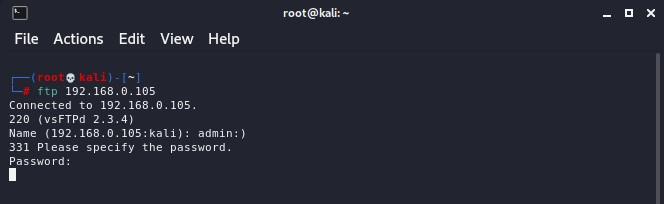 root@kali: ~
File Actions Edit View Help
┌──(root💀kali)-[~]
└─# ftp 192.168.0.105
Connected to 192.168.0.105.
220 (vsFTPd 2.3.4)
Name (192.168.0.105:kali): admin:)
331 Please specify the password.
Password: